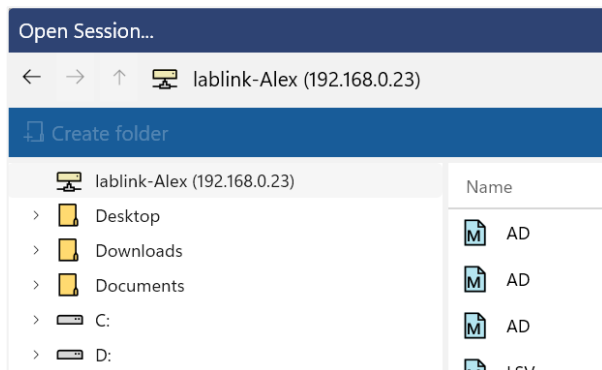 Open Session...
lablink-Alex (192.168.0.23)
Create folder
lablink-Alex (192.168.0.23)
Desktop
Downloads
Documents
C:
D:
Name
M AD
M AD
M AD